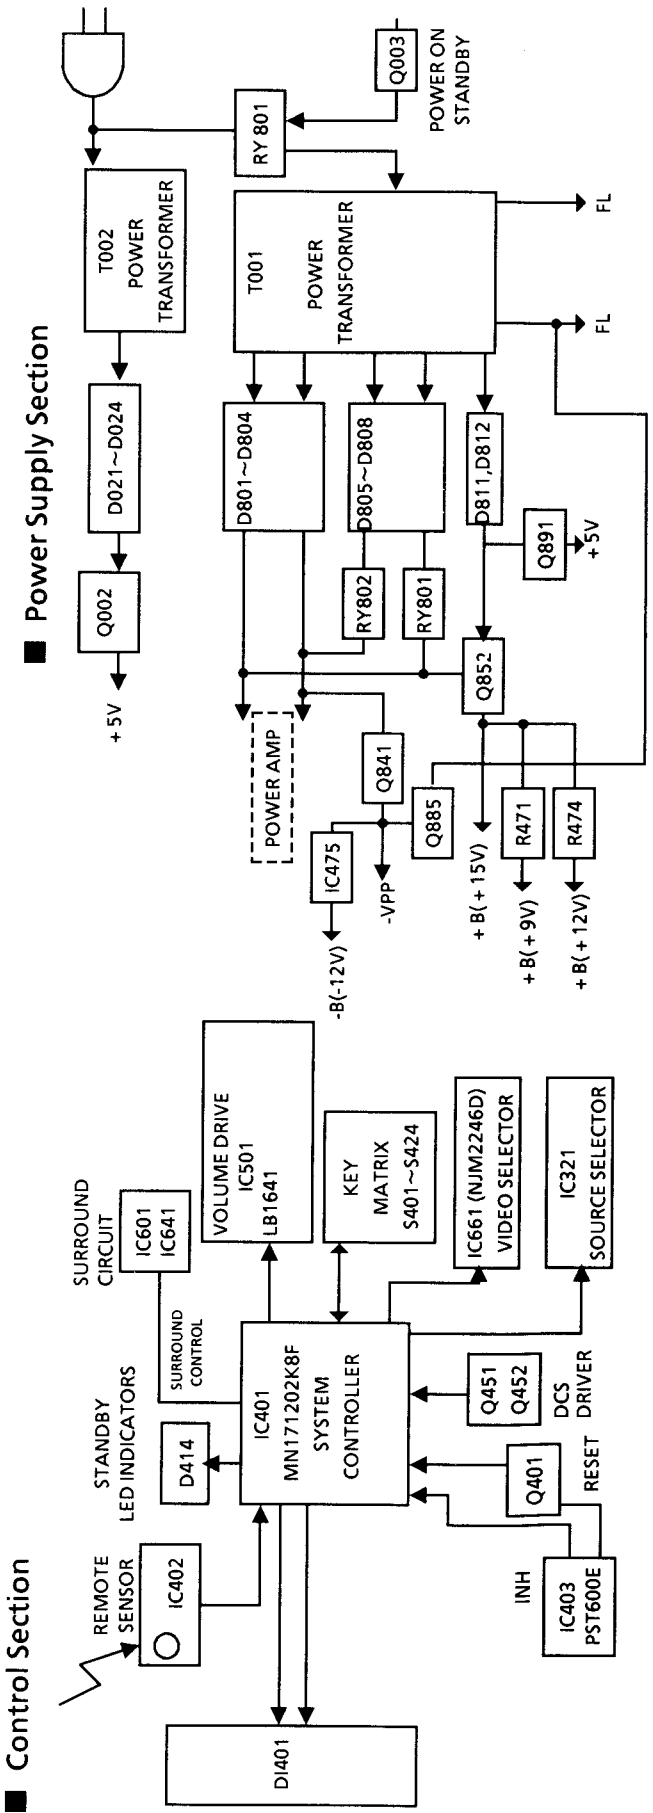 ■ Control Section
REMOTE
SENSOR
IC402
STANDBY
LED INDICATORS
D414
SURROUND
CIRCUIT
IC601
IC641
SURROUND
CONTROL
DI401
IC401
MN171202K8F
SYSTEM
CONTROLLER
VOLUME DRIVE
IC501
LB1641
KEY
MATRIX
S401~S424
IC661 (NJM2246D)
VIDEO SELECTOR
IC321
SOURCE SELECTOR
Q451
Q452
DCS
DRIVER
Q401
RESET
INH
IC403
PST600E
■ Power Supply Section
+5V
Q002
D021~D024
T002
POWER
TRANSFORMER
RY 801
Q003
POWER ON
STANDBY
T001
POWER
TRANSFORMER
FL
FL
D801~D804
D805~D808
D811,D812
RY802
RY801
Q891
+5V
Q852
POWER AMP
Q841
Q885
IC475
-B(-12V)
-VPP
+B(+15V)
R471
+B(+9V)
R474
+B(+12V)